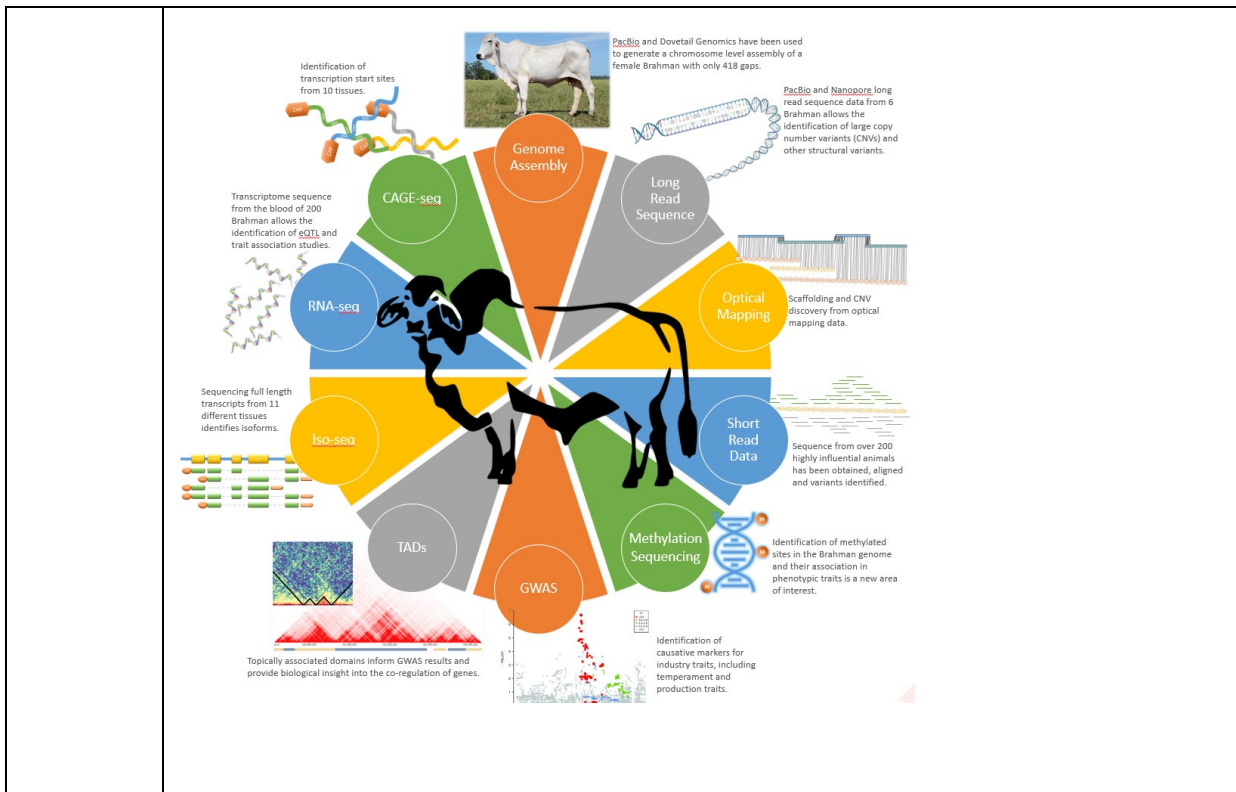 PacBio and Dovetail Genomics have been used
to generate a chromosome level assembly of a
female Brahman with only 418 gaps.
Identification of
transcription start sites
from 10 tissues.
CAP
CAP
CAP
CAP
PacBio and Nanopore long
read sequence data from 6
Brahman allows the
identification of large copy
number variants (CNVs) and
other structural variants.
Genome
Assembly
CAGE-seq
Long
Read
Sequence
Transcriptome sequence
from the blood of 200
Brahman allows the
identification of eQTL and
trait association studies.
RNA-seq
Optical
Mapping
Scaffolding and CNV
discovery from optical
mapping data.
Sequencing full length
transcripts from 11
different tissues
identifies isoforms.
Iso-seq
Short
Read
Data
Sequence from over 200
highly influential animals
has been obtained, aligned
and variants identified.
TADs
GWAS
Methylation
Sequencing
M
M
M
Identification of methylated
sites in the Brahman genome
and their association in
phenotypic traits is a new area
of interest.
Topically associated domains inform GWAS results and
provide biological insight into the co-regulation of genes.
Identification of
causative markers for
industry traits, including
temperament and
production traits.